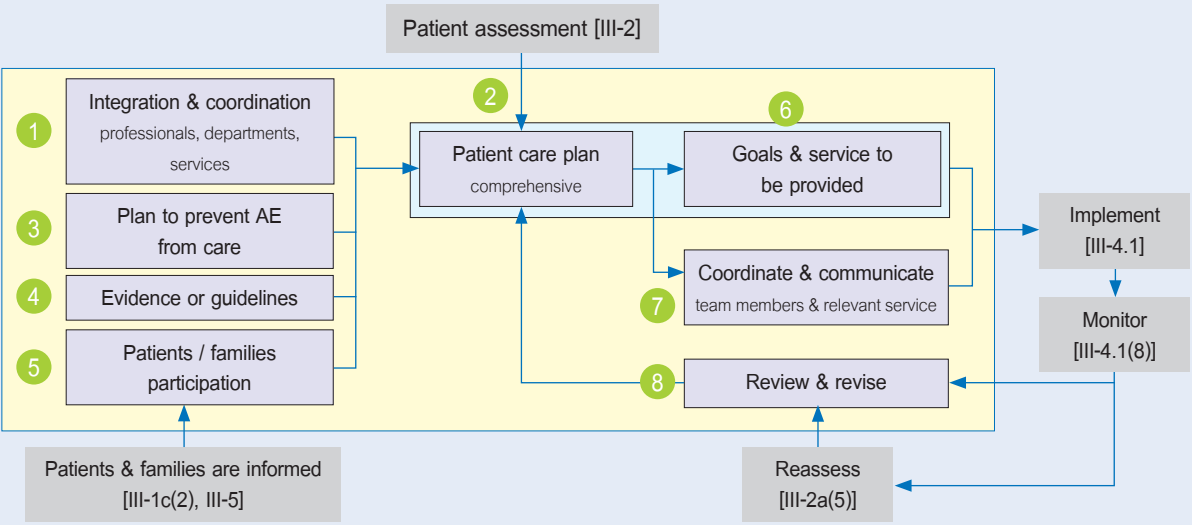 Patient assessment [III-2]
1
Integration & coordination
professionals, departments,
services
2
Patient care plan
comprehensive
6
Goals & service to
be provided
3
Plan to prevent AE
from care
4
Evidence or guidelines
5
Patients / families
participation
7
Coordinate & communicate
team members & relevant service
8
Review & revise
Implement
[III-4.1]
Monitor
[III-4.1(8)]
Patients & families are informed
[III-1c(2), III-5]
Reassess
[III-2a(5)]